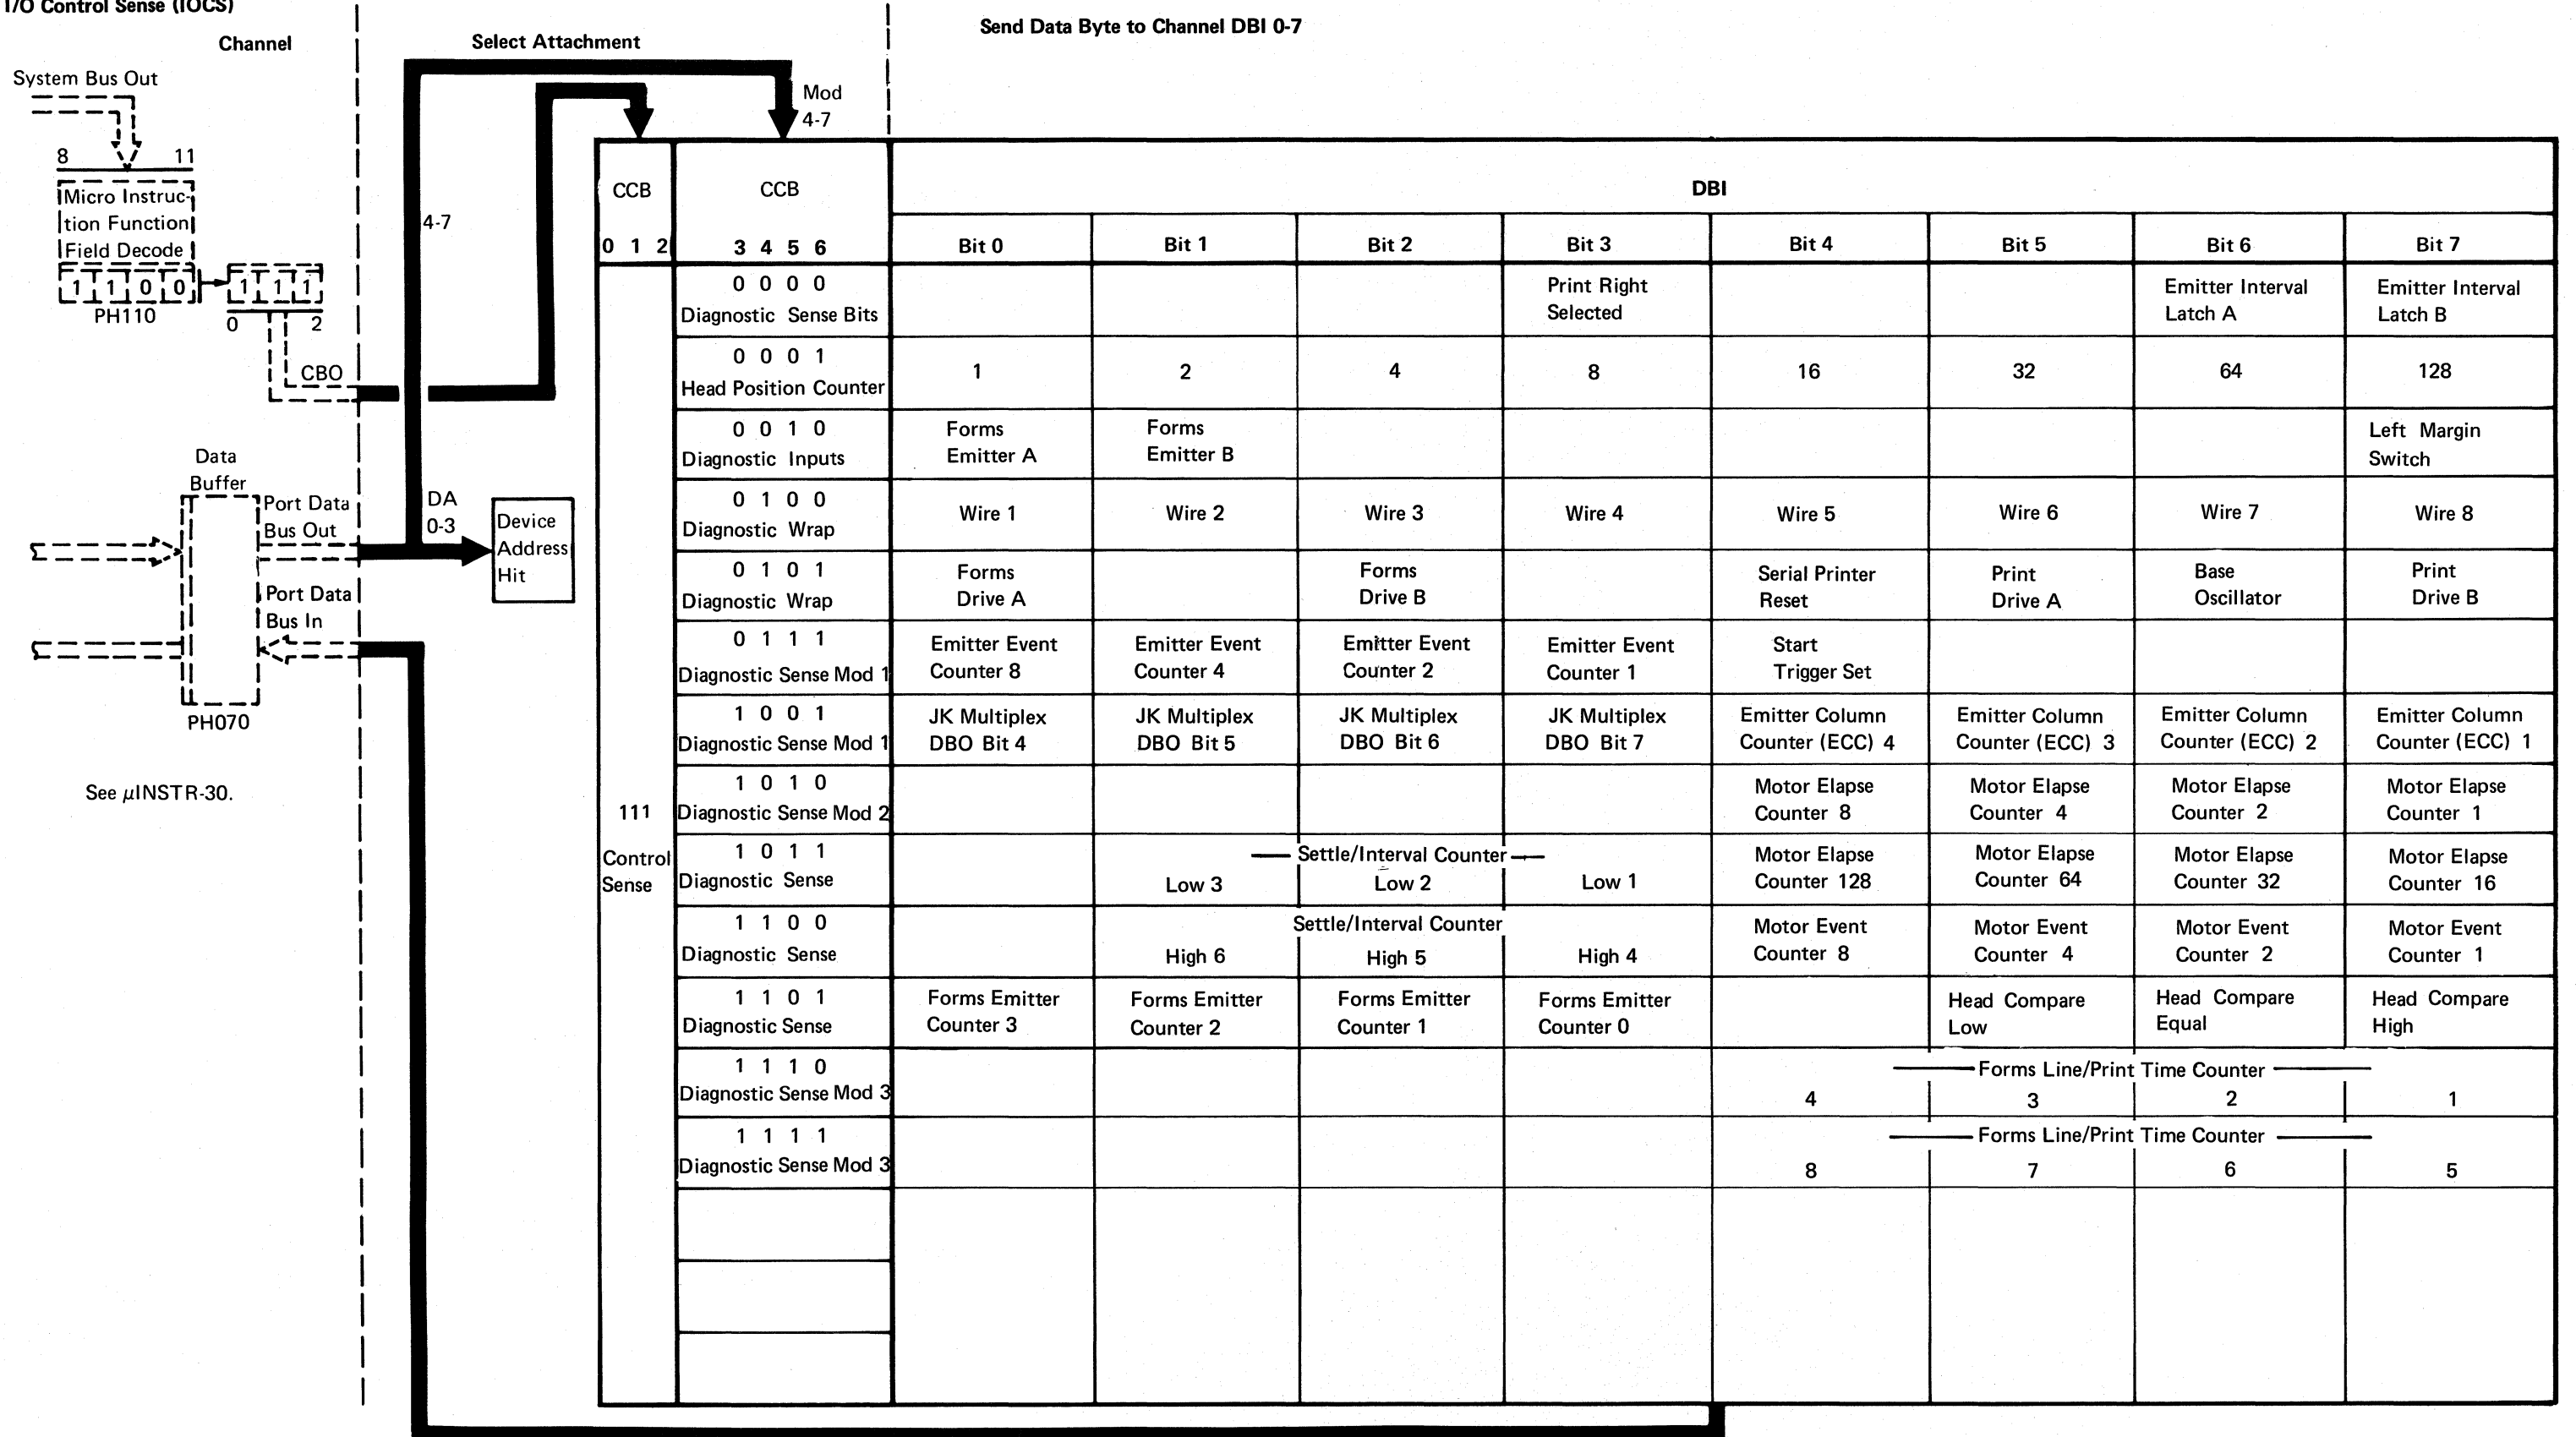 I/O Control Sense (IOCS)
Channel
Select Attachment
Send Data Byte to Channel DBI 0-7
System Bus Out
8 11
Micro Instruc-
tion Function
Field Decode
1 1 0 0
1 1 1
PH110
0 2
CBO
4-7
Mod
4-7
Data
Buffer
Port Data
Bus Out
DA
0-3
Device
Address
Hit
Port Data
Bus In
PH070
See μINSTR-30.
CCB
CCB
DBI
0 1 2
3 4 5 6
Bit 0
Bit 1
Bit 2
Bit 3
Bit 4
Bit 5
Bit 6
Bit 7
111
Control
Sense
0 0 0 0
Diagnostic Sense Bits
Print Right
Selected
Emitter Interval
Latch A
Emitter Interval
Latch B
0 0 0 1
Head Position Counter
1
2
4
8
16
32
64
128
0 0 1 0
Diagnostic Inputs
Forms
Emitter A
Forms
Emitter B
Left Margin
Switch
0 1 0 0
Diagnostic Wrap
Wire 1
Wire 2
Wire 3
Wire 4
Wire 5
Wire 6
Wire 7
Wire 8
0 1 0 1
Diagnostic Wrap
Forms
Drive A
Forms
Drive B
Serial Printer
Reset
Print
Drive A
Base
Oscillator
Print
Drive B
0 1 1 1
Diagnostic Sense Mod 1
Emitter Event
Counter 8
Emitter Event
Counter 4
Emitter Event
Counter 2
Emitter Event
Counter 1
Start
Trigger Set
1 0 0 1
Diagnostic Sense Mod 1
JK Multiplex
DBO Bit 4
JK Multiplex
DBO Bit 5
JK Multiplex
DBO Bit 6
JK Multiplex
DBO Bit 7
Emitter Column
Counter (ECC) 4
Emitter Column
Counter (ECC) 3
Emitter Column
Counter (ECC) 2
Emitter Column
Counter (ECC) 1
1 0 1 0
Diagnostic Sense Mod 2
Motor Elapse
Counter 8
Motor Elapse
Counter 4
Motor Elapse
Counter 2
Motor Elapse
Counter 1
1 0 1 1
Diagnostic Sense
Settle/Interval Counter
Low 3
Low 2
Low 1
Motor Elapse
Counter 128
Motor Elapse
Counter 64
Motor Elapse
Counter 32
Motor Elapse
Counter 16
1 1 0 0
Diagnostic Sense
Settle/Interval Counter
High 6
High 5
High 4
Motor Event
Counter 8
Motor Event
Counter 4
Motor Event
Counter 2
Motor Event
Counter 1
1 1 0 1
Diagnostic Sense
Forms Emitter
Counter 3
Forms Emitter
Counter 2
Forms Emitter
Counter 1
Forms Emitter
Counter 0
Head Compare
Low
Head Compare
Equal
Head Compare
High
1 1 1 0
Diagnostic Sense Mod 3
Forms Line/Print Time Counter
4
3
2
1
1 1 1 1
Diagnostic Sense Mod 3
Forms Line/Print Time Counter
8
7
6
5